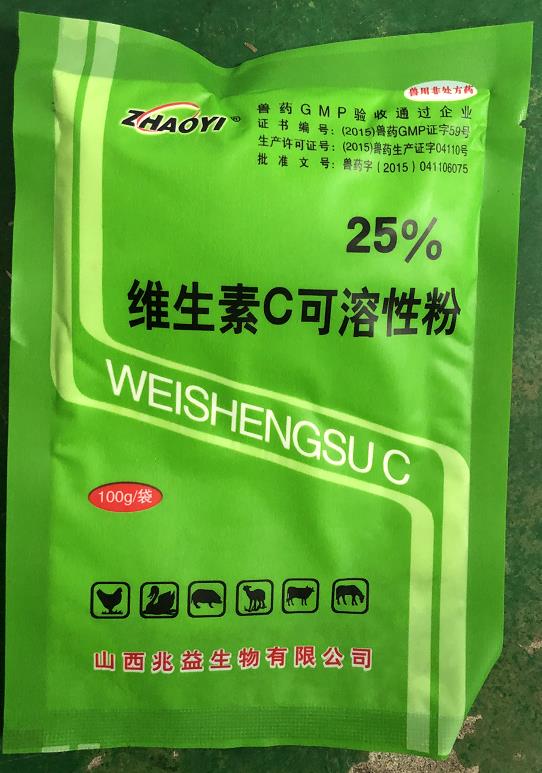 兽用非处方药
ZHAOYI®
兽药GMP验收通过企业
证书编号:(2015)兽药GMP证字59号
生产许可证号:(2015)兽药生产证字04110号
批准文号:兽药字(2015)041106075
25%
维生素C可溶性粉
WEISHENGSU C
100g/袋
山西兆益生物有限公司